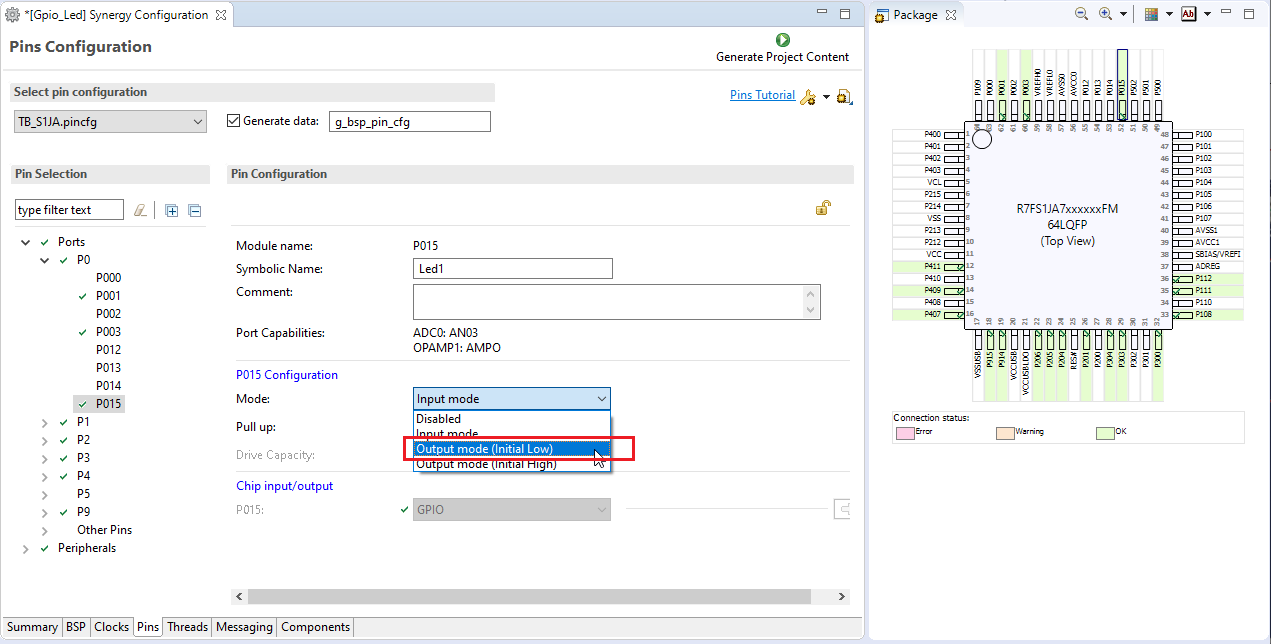 *[Gpio_Led] Synergy Configuration
Pins Configuration
Generate Project Content
Select pin configuration
Pins Tutorial
TB_S1JA.pincfg
Generate data:
g_bsp_pin_cfg
Pin Selection
type filter text
Ports
P0
P000
P001
P002
P003
P012
P013
P014
P015
P1
P2
P3
P4
P5
P9
Other Pins
Peripherals
Pin Configuration
Module name: P015
Symbolic Name: Led1
Comment:
Port Capabilities: ADC0: AN03
OPAMP1: AMPO
P015 Configuration
Mode: Input mode
Disabled
Input mode
Output mode (Initial Low)
Output mode (Initial High)
Pull up:
Drive Capacity:
Chip input/output
P015: GPIO
Summary BSP Clocks Pins Threads Messaging Components
Package
Ab
P109 P000 P001 P002 P003 VREFH0 VREFL0 AVSS0 AVCC0 P012 P013 P014 P015 P502 P501 P500
64 63 62 61 60 59 58 57 56 55 54 53 52 51 50 49
P400 1
P401 2
P402 3
P403 4
VCL 5
P215 6
P214 7
VSS 8
P213 9
P212 10
VCC 11
P411 12
P410 13
P409 14
P408 15
P407 16
R7FS1JA7xxxxxxFM
64LQFP
(Top View)
48 P100
47 P101
46 P102
45 P103
44 P104
43 P105
42 P106
41 P107
40 AVSS1
39 AVCC1
38 SBIAS/VREFI
37 ADREG
36 P112
35 P111
34 P110
33 P108
17 18 19 20 21 22 23 24 25 26 27 28 29 30 31 32
VSSUSB P915 P914 VCCUSB VCCUSBLDO P206 P205 P204 RES# P201 P200 P304 P303 P302 P301 P300
Connection status:
Error
Warning
OK